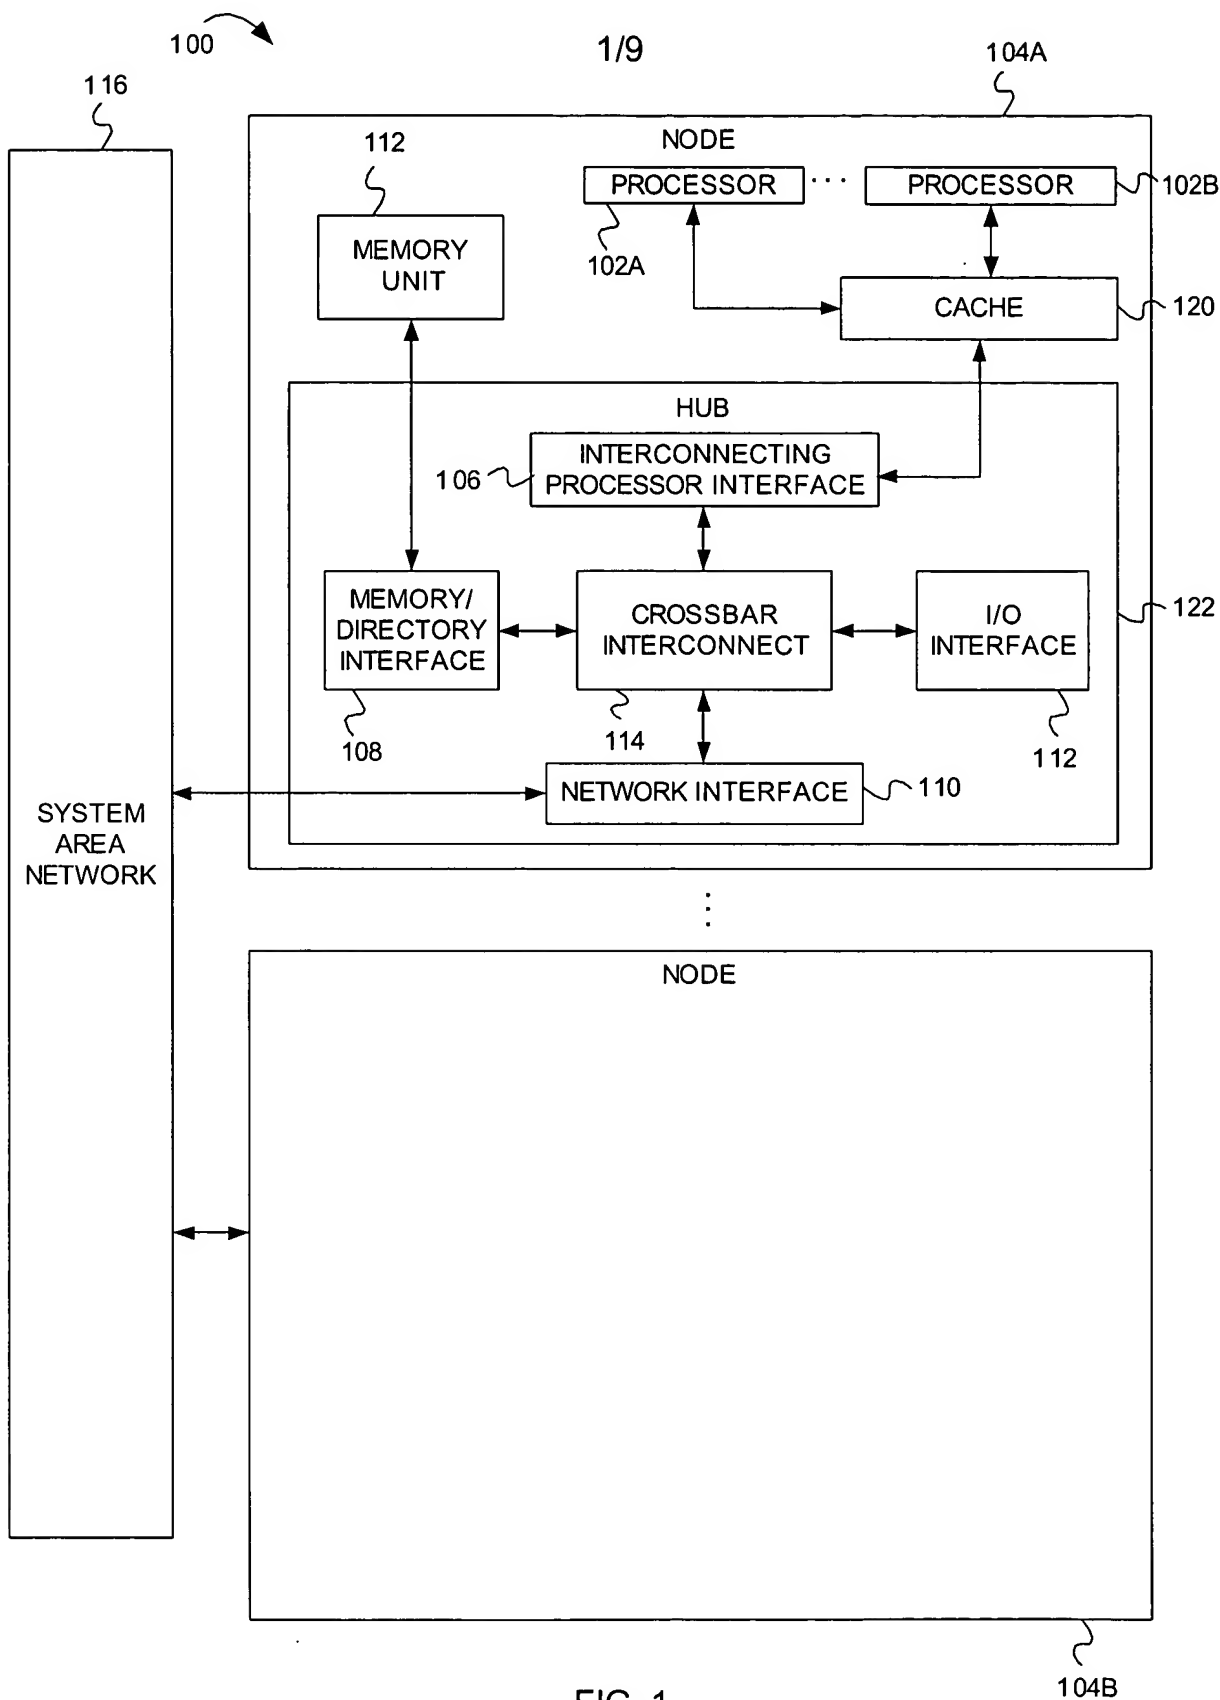 100
1/9
104A
116
NODE
112
PROCESSOR
...
PROCESSOR
102B
MEMORY
UNIT
102A
CACHE
120
HUB
INTERCONNECTING
PROCESSOR INTERFACE
106
MEMORY/
DIRECTORY
INTERFACE
CROSSBAR
INTERCONNECT
I/O
INTERFACE
122
108
114
112
NETWORK INTERFACE
110
SYSTEM
AREA
NETWORK
NODE
104B
FIG. 1